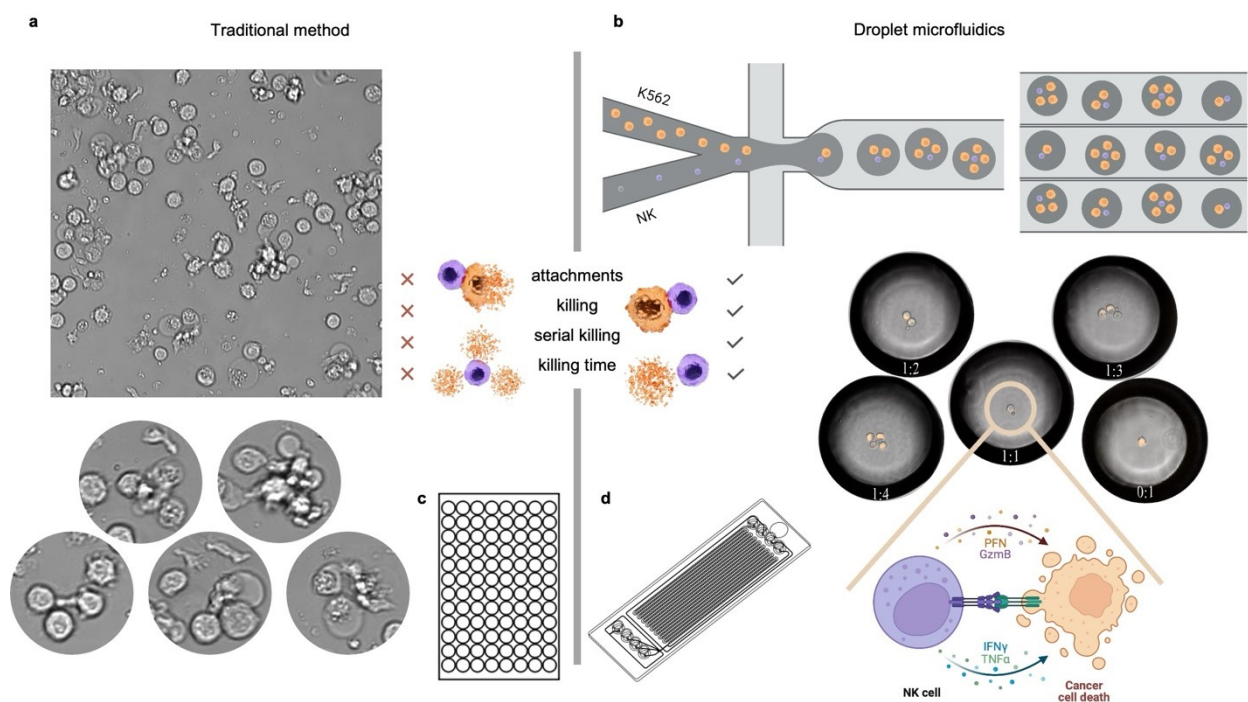 a
Traditional method
b
Droplet microfluidics
K562
NK
attachments
killing
serial killing
killing time
1:2
1:3
1:1
1:4
0:1
c
d
PFN
GzmB
IFNγ
TNFα
NK cell
Cancer
cell death